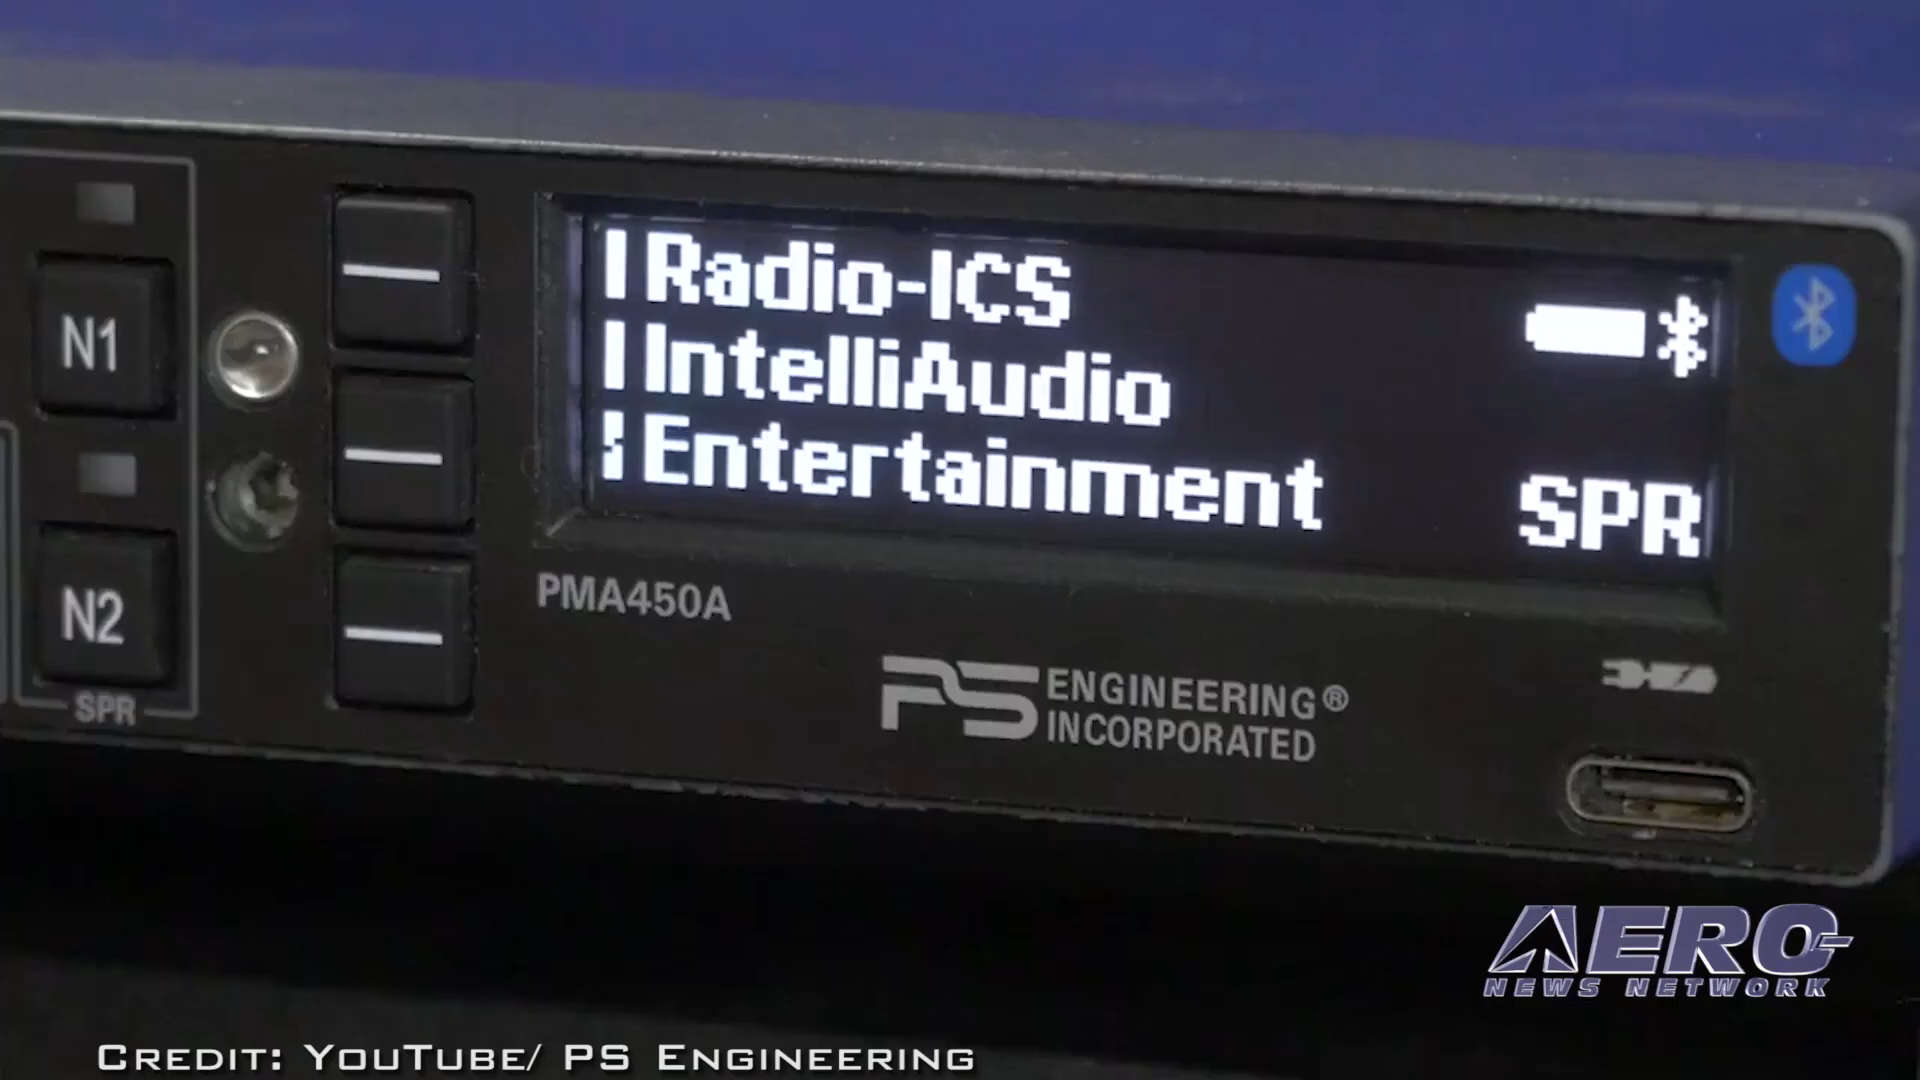 N1
N2
SPR
Radio-ICS
IntelliAudio
Entertainment
SPR
PMA450A
PS ENGINEERING®
INCORPORATED
AERO
NEWS NETWORK
CREDIT: YOUTUBE/ PS ENGINEERING